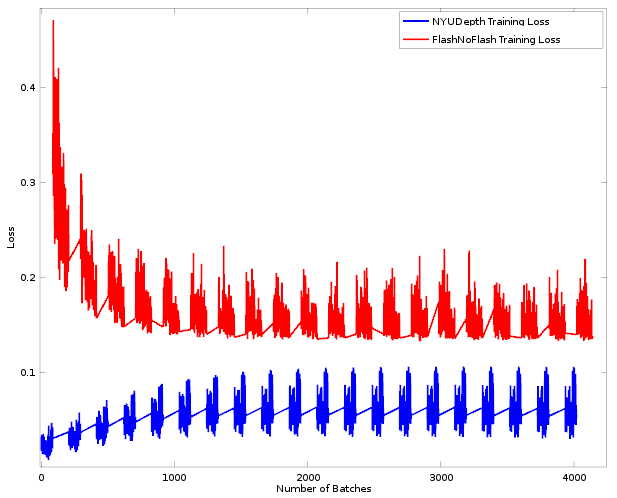 NYUDepth Training Loss
FlashNoFlash Training Loss
0.4
0.3
0.2
0.1
Loss
0
1000
2000
3000
4000
Number of Batches